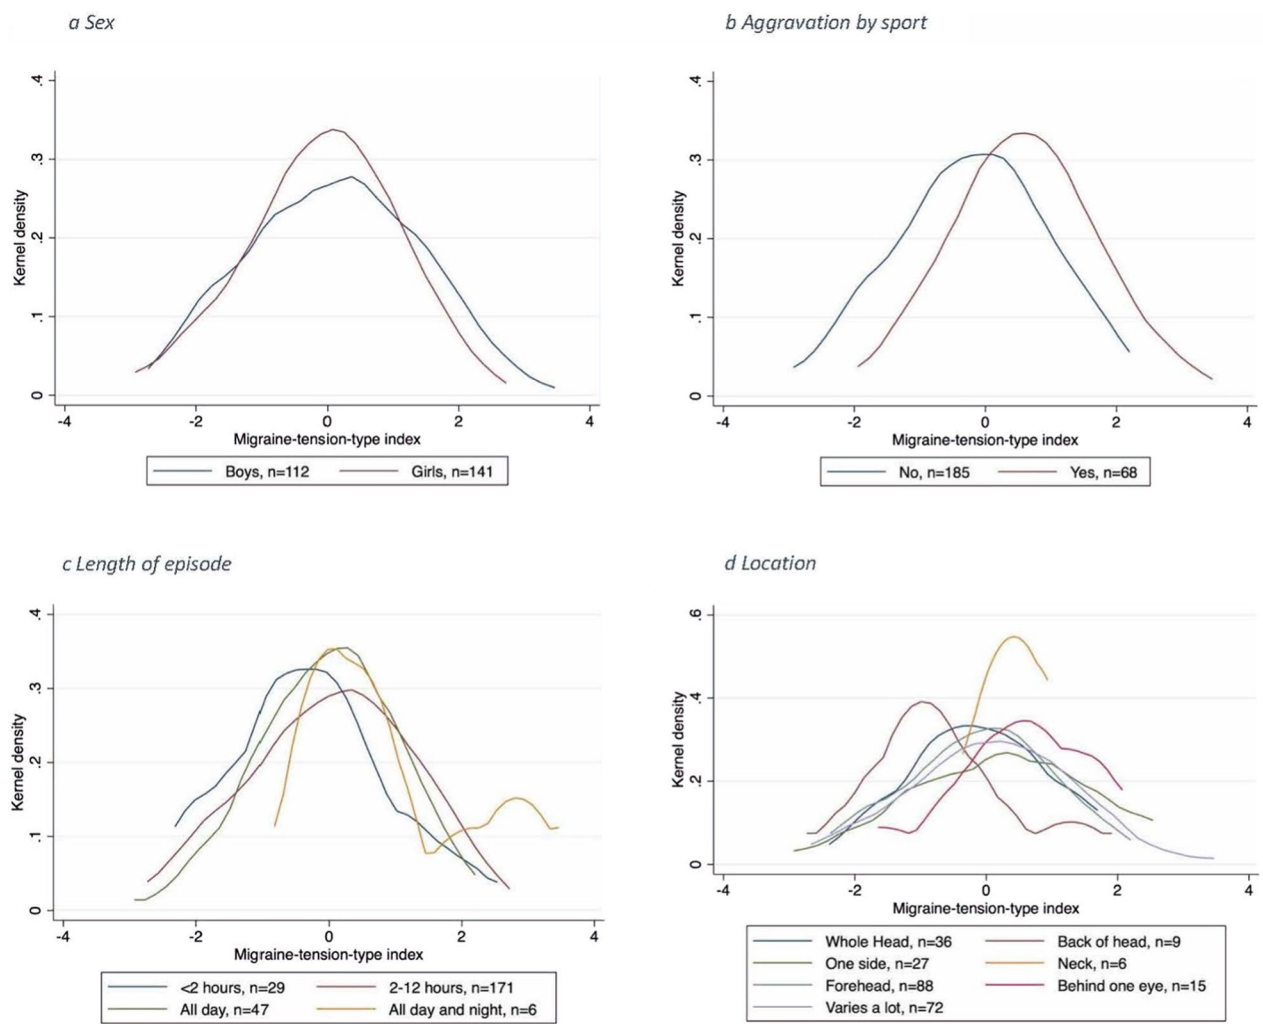 a Sex
b Aggravation by sport
.4
.3
.2
.1
0
Kernel density
-4 -2 0 2 4
Migraine-tension-type index
Boys, n=112 Girls, n=141
.4
.3
.2
.1
0
Kernel density
-4 -2 0 2 4
Migraine-tension-type index
No, n=185 Yes, n=68
c Length of episode
d Location
.4
.3
.2
.1
0
Kernel density
-4 -2 0 2 4
Migraine-tension-type index
<2 hours, n=29 2-12 hours, n=171
All day, n=47 All day and night, n=6
.6
.4
.2
0
Kernel density
-4 -2 0 2 4
Migraine-tension-type index
Whole Head, n=36 Back of head, n=9
One side, n=27 Neck, n=6
Forehead, n=88 Behind one eye, n=15
Varies a lot, n=72